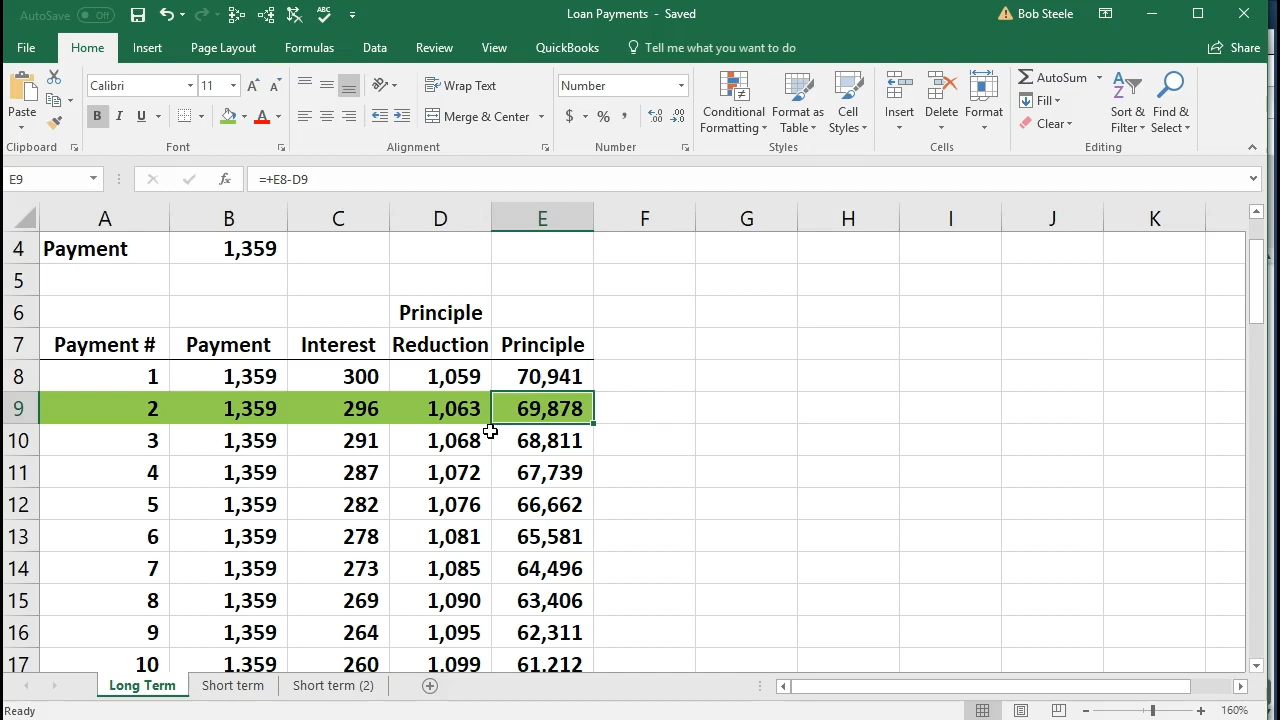 AutoSave Off Loan Payments - Saved Bob Steele
File Home Insert Page Layout Formulas Data Review View QuickBooks Tell me what you want to do Share
Calibri 11 Wrap Text Number AutoSum
Paste B I U Merge & Center $ % , Conditional Formatting Format as Table Cell Styles Insert Delete Format Fill Clear Sort & Filter Find & Select
Clipboard Font Alignment Number Styles Cells Editing
E9 fx =+E8-D9
A B C D E F G H I J K
4 Payment 1,359
5
6 Principle
7 Payment # Payment Interest Reduction Principle
8 1 1,359 300 1,059 70,941
9 2 1,359 296 1,063 69,878
10 3 1,359 291 1,068 68,811
11 4 1,359 287 1,072 67,739
12 5 1,359 282 1,076 66,662
13 6 1,359 278 1,081 65,581
14 7 1,359 273 1,085 64,496
15 8 1,359 269 1,090 63,406
16 9 1,359 264 1,095 62,311
17 10 1,359 260 1,099 61,212
Long Term Short term Short term (2)
Ready 160%